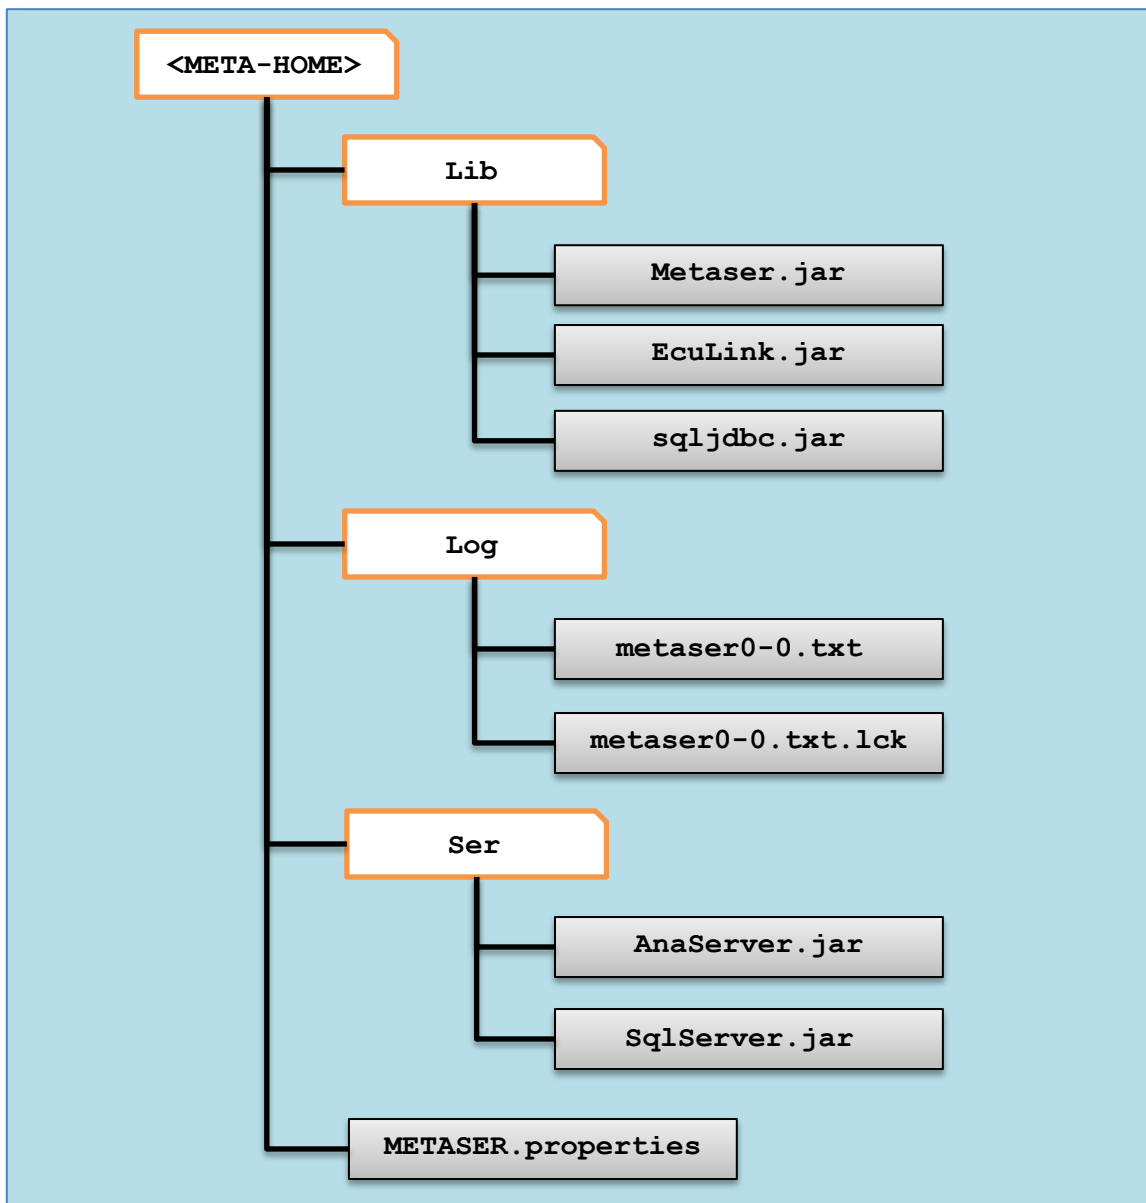 <META-HOME>
Lib
Metaser.jar
EcuLink.jar
sqljdbc.jar
Log
metaser0-0.txt
metaser0-0.txt.lck
Ser
AnaServer.jar
SqlServer.jar
METASER.properties